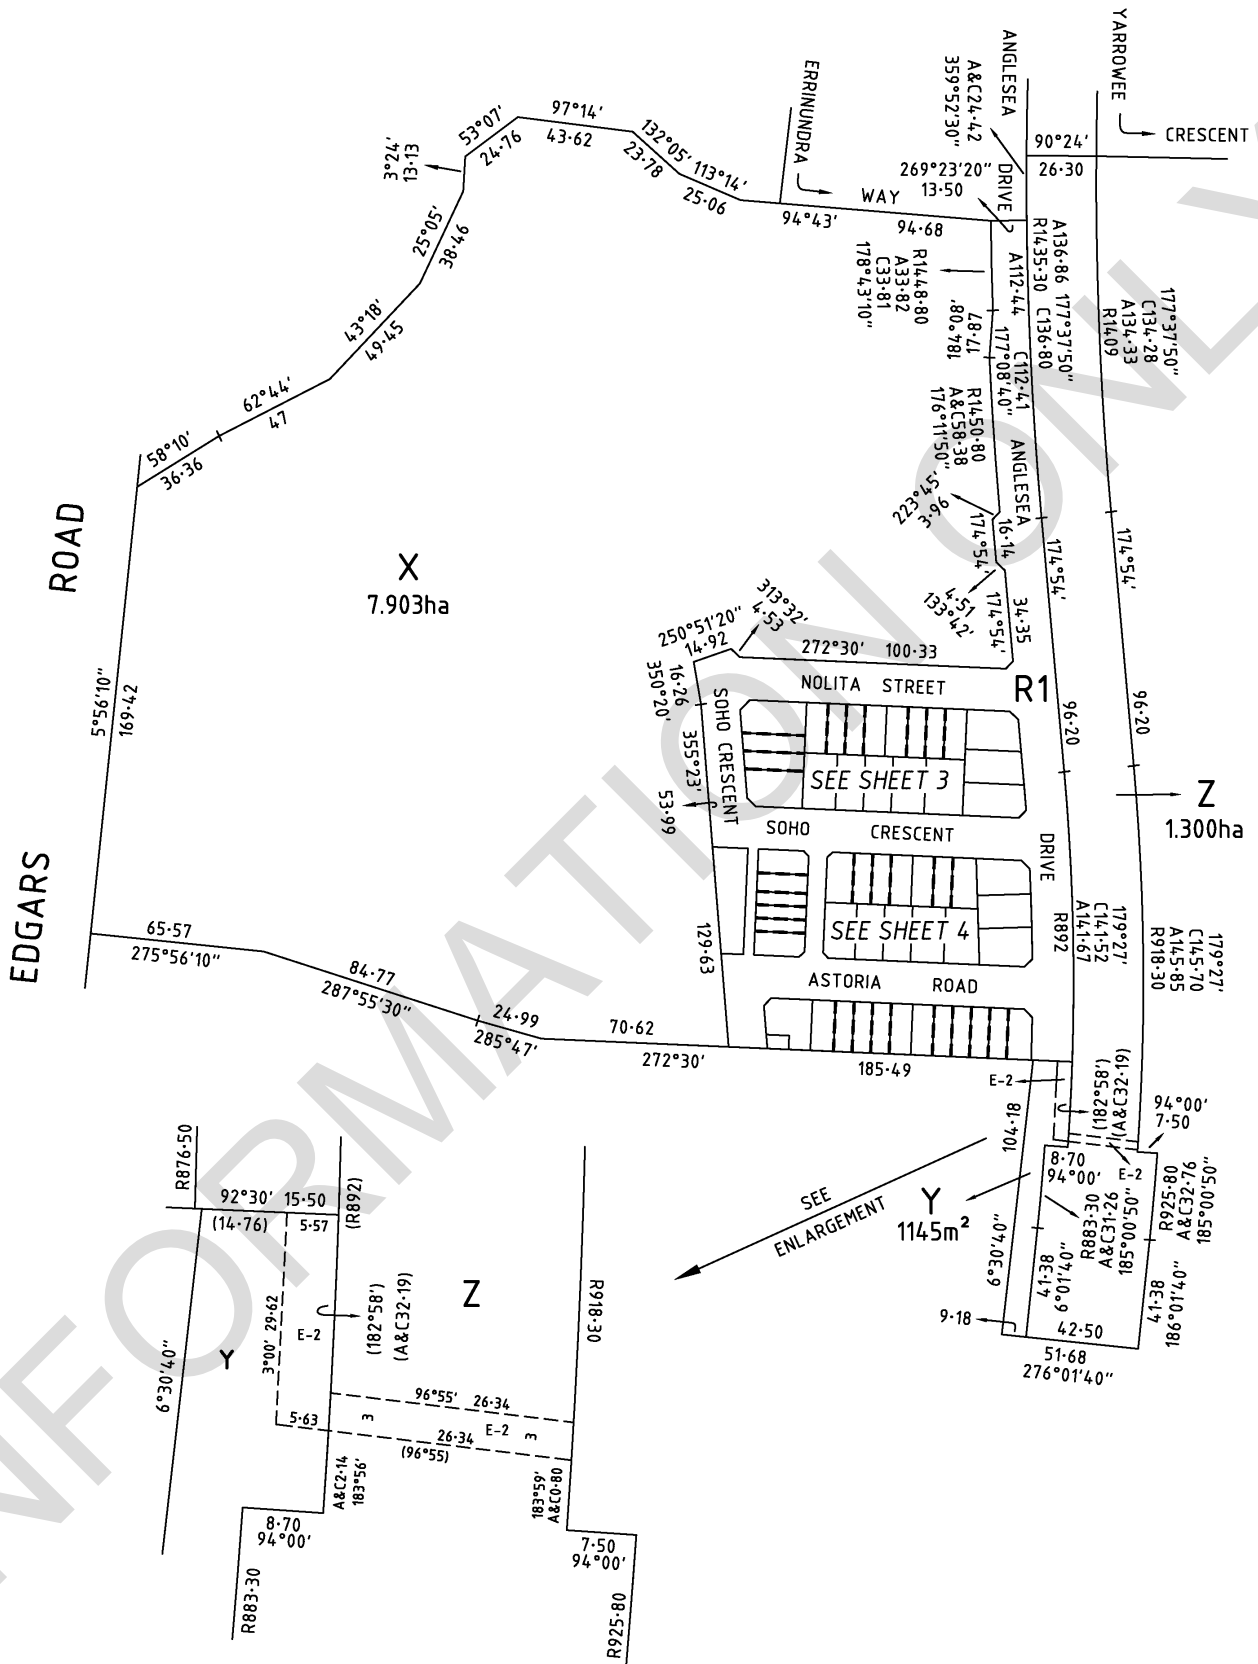 YARROWEE
CRESCENT
ANGLESEA
A&C24·42
359°52'30"
90°24'
26·30
ERRINUNDRA
WAY
269°23'20"
13·50
DRIVE
94°43'
94·68
53°07'
24·76
97°14'
43·62
132°05'
23·78
113°14'
25·06
3°24'
13·13
25°05'
38·46
43°18'
49·45
62°44'
47
58°10'
36·36
R1448·80
A33·82
C33·81
178°43'10"
A112·44
C112·41
177°08'40"
A136·86
R1435·30
177°37'50"
C136·80
177°37'50"
C134·28
A134·33
R1409
17·87
184°08'
R1450·80
A&C58·38
176°11'50"
ANGLESEA
223°45'
3·96
16·14
174°54'
4·51
133°42'
34·35
174°54'
174°54'
96·20
174°54'
96·20
ROAD
EDGARS
X
7.903ha
5°56'10"
169·42
313°32'
4·53
250°51'20"
14·92
272°30' 100·33
16·26
350°20'
NOLITA STREET
R1
SOHO CRESCENT
355°23'
53·99
SEE SHEET 3
SOHO CRESCENT
DRIVE
Z
1.300ha
SEE SHEET 4
129·63
ASTORIA ROAD
R892
179°27'
C141·52
A141·67
179°27'
C145·70
A145·85
R918·30
65·57
275°56'10"
84·77
287°55'30"
24·99
285°47'
70·62
272°30'
185·49
E-2
(182°58')
(A&C32·19)
94°00'
7·50
E-2
8·70
94°00'
104·18
6°30'40"
Y
1145m²
SEE
ENLARGEMENT
R883·30
A&C31·26
185°00'50"
R925·80
A&C32·76
185°00'50"
41·38
6°01'40"
41·38
186°01'40"
9·18
42·50
51·68
276°01'40"
R876·50
92°30' 15·50
(14·76)
5·57
(R892)
3°00' 29·62
E-2
(182°58')
(A&C32·19)
Z
R918·30
Y
6°30'40"
96°55' 26·34
5·63
3
E-2
3
26·34
(96°55)
A&C2·14
183°56'
183°59'
A&C0·80
8·70
94°00'
7·50
94°00'
R883·30
R925·80
INFORMATION ONLY